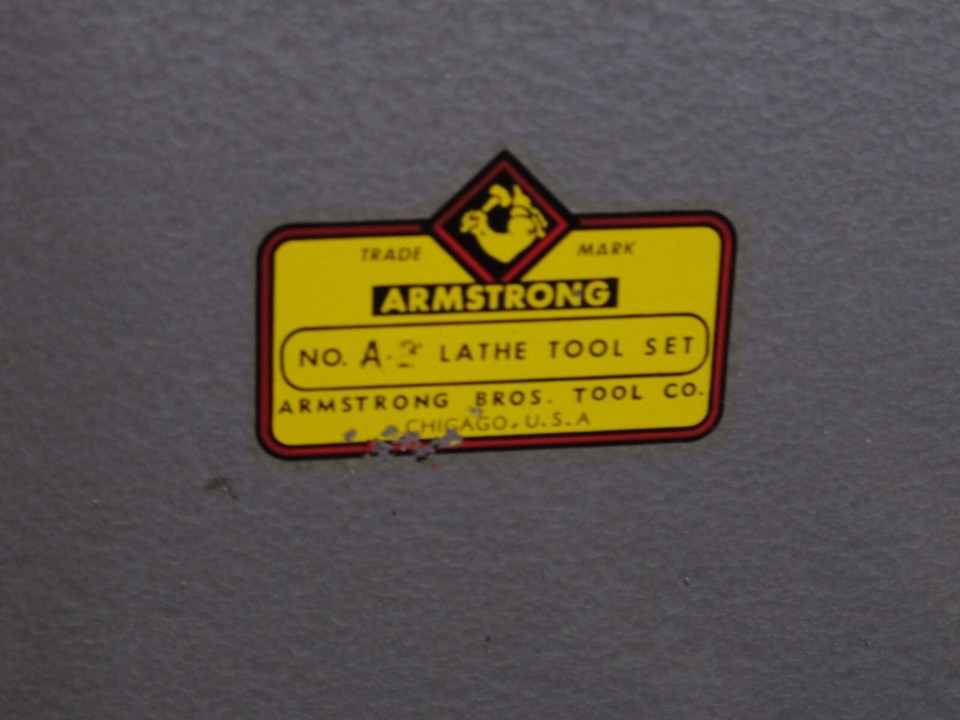 TRADE MARK
ARMSTRONG
NO. A-2 LATHE TOOL SET
ARMSTRONG BROS. TOOL CO.
CHICAGO, U.S.A